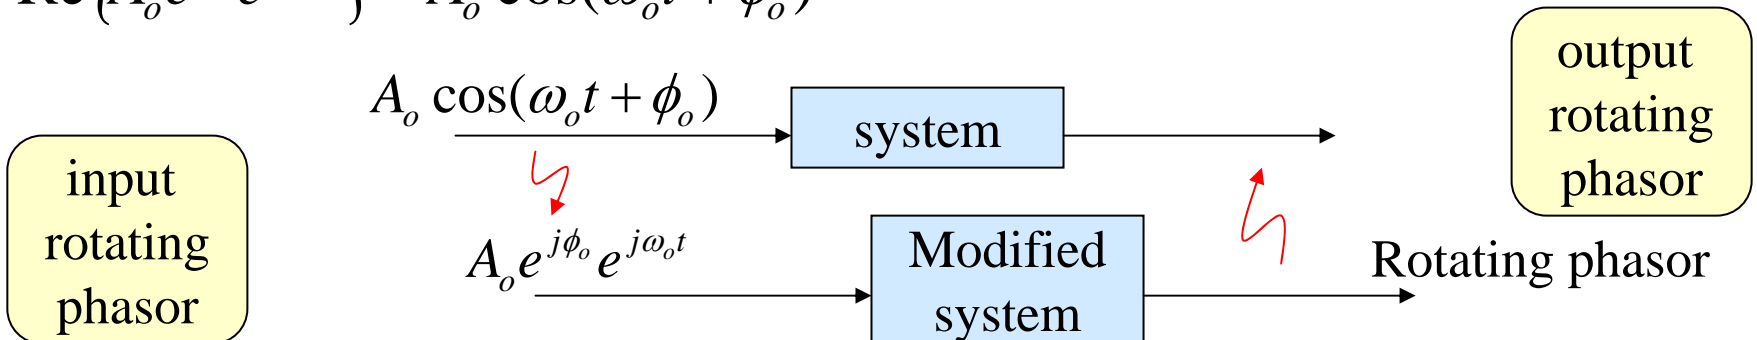 A_o cos(ω_o t + φ_o)
system
output
rotating
phasor
input
rotating
phasor
A_o e^{jφ_o} e^{jω_o t}
Modified
system
Rotating phasor